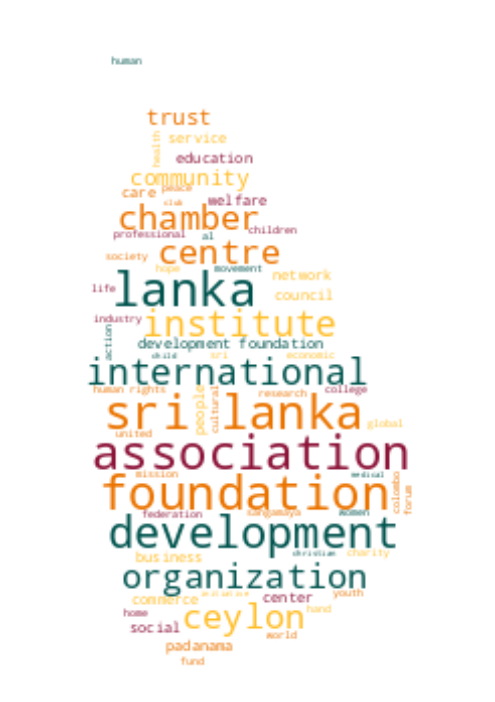 human
trust
health
service
education
community
care peace
club
welfare
chamber
children
professional al
centre
society
hope movement
network
life
lanka
council
industry
institute
action
development foundation
child sri economic
international
human rights
college
research
people
cultural
sri lanka
global
united
association
mission
medical
foundation
colombo
forum
federation
sangamaya
women
development
christian
charity
business
organization
initiative
youth
commerce
center
home
ceylon
hand
social
world
padanama
fund